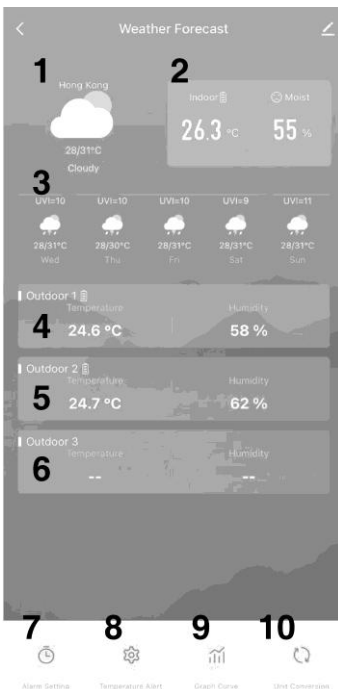 Weather Forecast
1
2
Hong Kong
Indoor
Moist
26.3 °C
55 %
28/31°C
Cloudy
3
UVI=10 UVI=10 UVI=10 UVI=9 UVI=11
28/31°C 28/30°C 28/31°C 28/31°C 28/31°C
Wed Thu Fri Sat Sun
Outdoor 1
Temperature Humidity
4 24.6 °C 58 %
Outdoor 2
Temperature Humidity
5 24.7 °C 62 %
Outdoor 3
Temperature Humidity
6 -- --
7 8 9 10
Alarm Setting Temperature Alert Graph Curve Unit Conversion